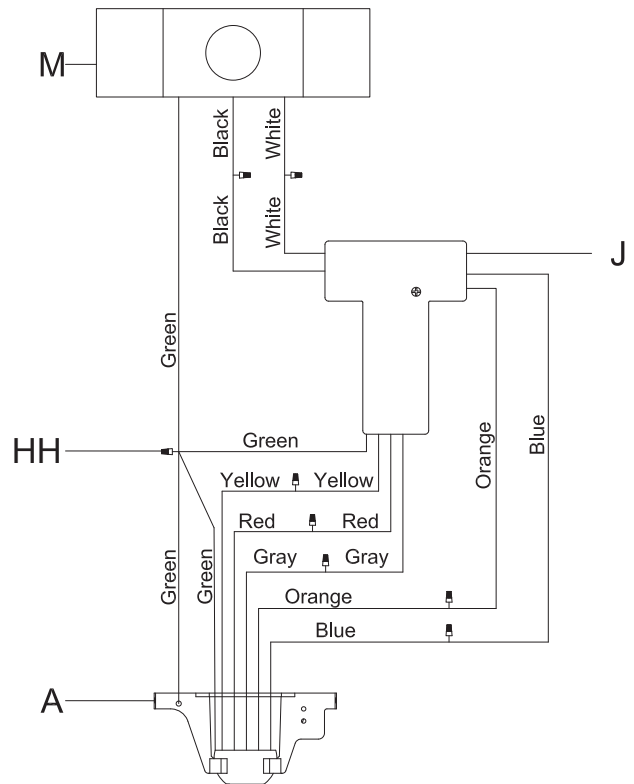 M
Black
White
Black
White
J
Green
HH
Green
Orange
Blue
Yellow Yellow
Red Red
Gray Gray
Green
Green
Orange
Blue
A